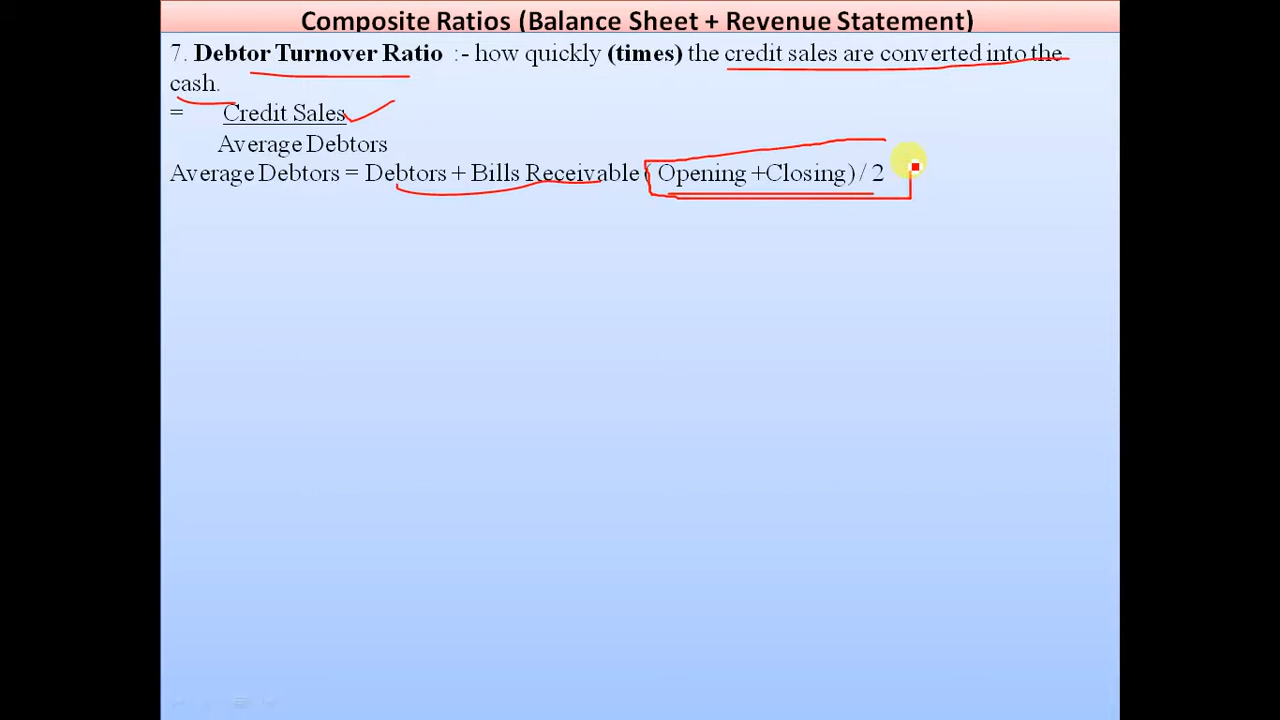 Composite Ratios (Balance Sheet + Revenue Statement)
7. Debtor Turnover Ratio :- how quickly (times) the credit sales are converted into the
cash.
= Credit Sales
Average Debtors
Average Debtors = Debtors + Bills Receivable ( Opening +Closing) / 2